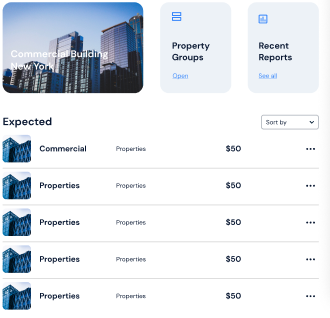 Commercial Building
New York
Property
Groups
Open
Recent
Reports
See all
Expected
Sort by
Commercial Properties $50
Properties Properties $50
Properties Properties $50
Properties Properties $50
Properties Properties $50